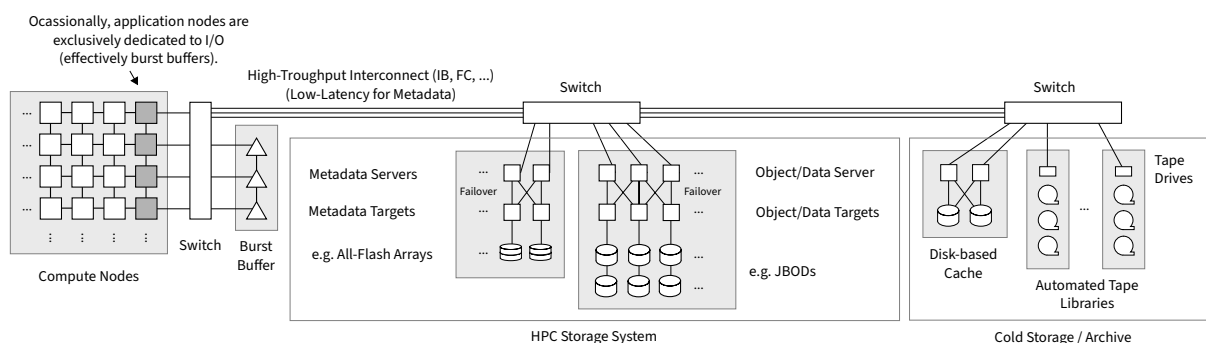 Ocassionally, application nodes are
exclusively dedicated to I/O
(effectively burst buffers).
High-Troughput Interconnect (IB, FC, ...)
(Low-Latency for Metadata)
Switch
Switch
...
...
...
...
...
...
...
...
Switch
Burst
Buffer
Compute Nodes
Metadata Servers
Metadata Targets
e.g. All-Flash Arrays
...
Failover
...
...
...
Failover
...
...
...
Object/Data Server
Object/Data Targets
e.g. JBODs
HPC Storage System
Disk-based
Cache
Tape
Drives
...
Automated Tape
Libraries
Cold Storage / Archive